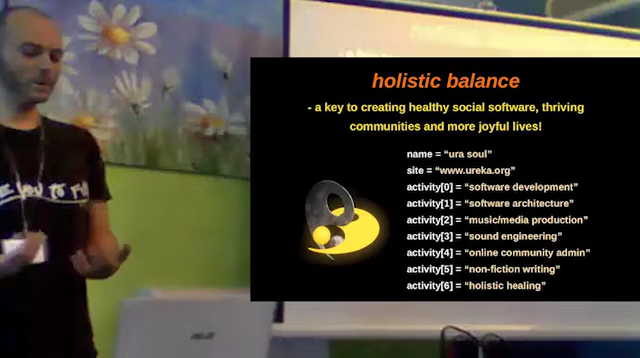 holistic balance
- a key to creating healthy social software, thriving
communities and more joyful lives!
name = “ura soul”
site = “www.ureka.org”
activity[0] = “software development”
activity[1] = “software architecture”
activity[2] = “music/media production”
activity[3] = “sound engineering”
activity[4] = “online community admin”
activity[5] = “non-fiction writing”
activity[6] = “holistic healing”
acer